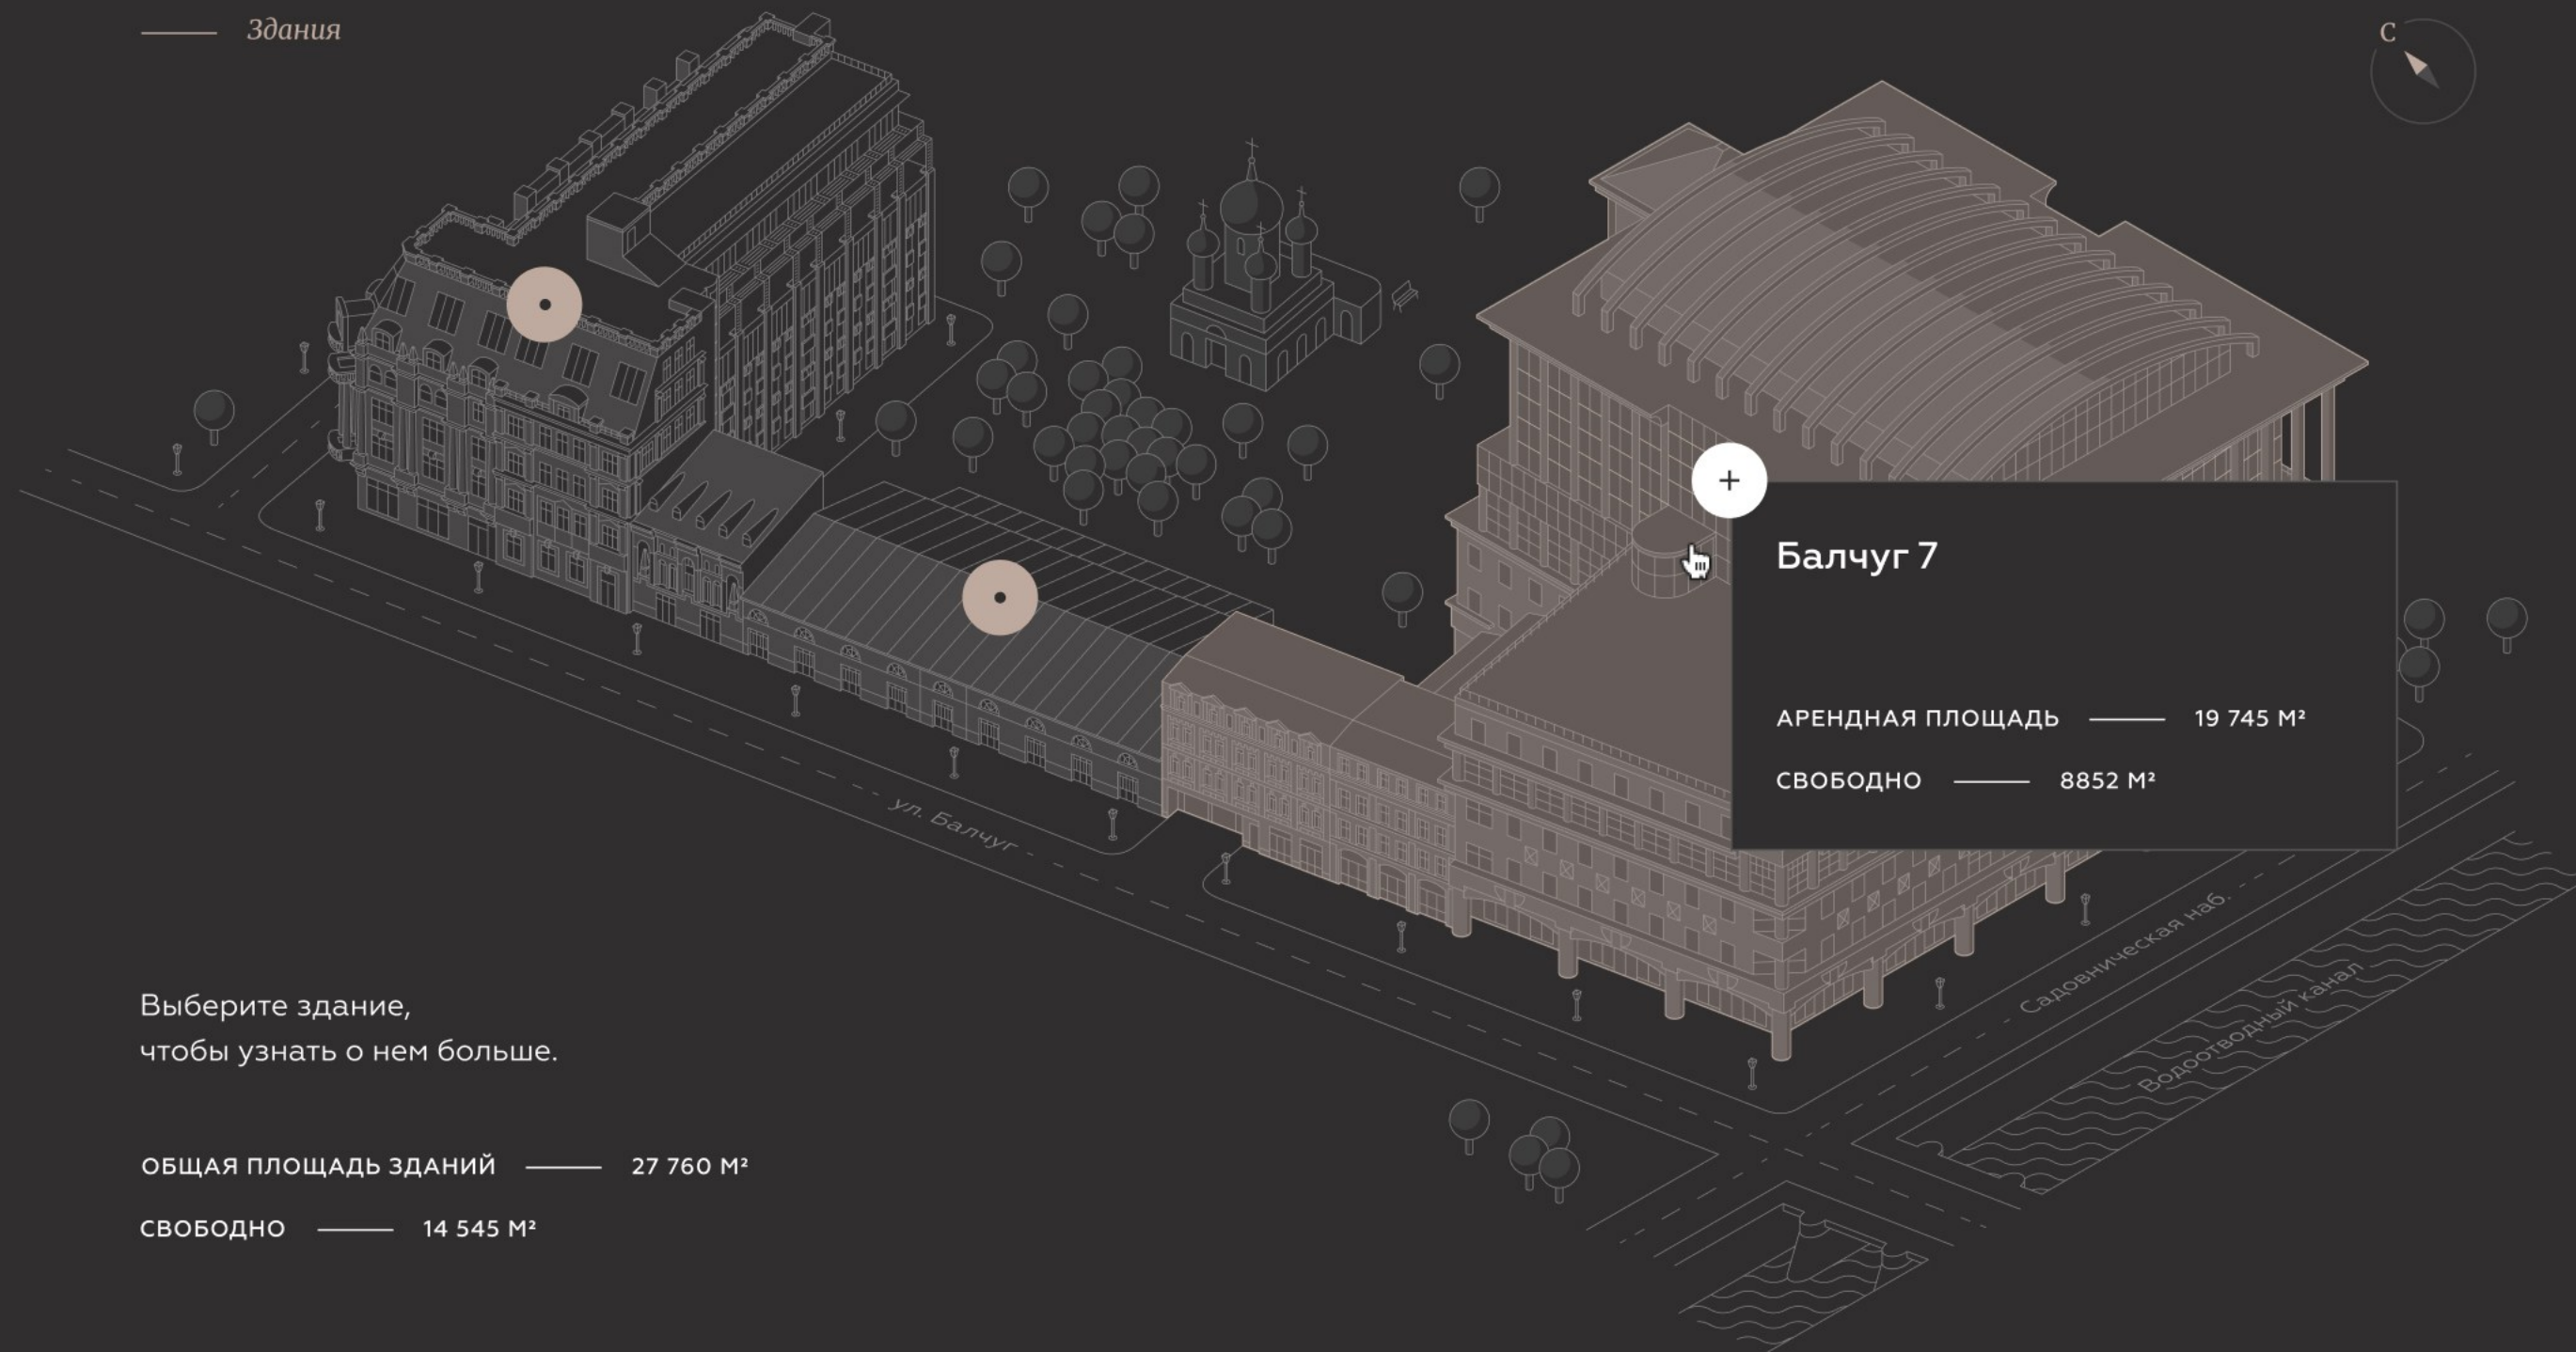 Здания
С
Балчуг 7
АРЕНДНАЯ ПЛОЩАДЬ 19 745 М²
СВОБОДНО 8852 М²
ул. Балчуг
Садовническая наб.
Водоотводный канал
Выберите здание,
чтобы узнать о нем больше.
ОБЩАЯ ПЛОЩАДЬ ЗДАНИЙ 27 760 М²
СВОБОДНО 14 545 М²